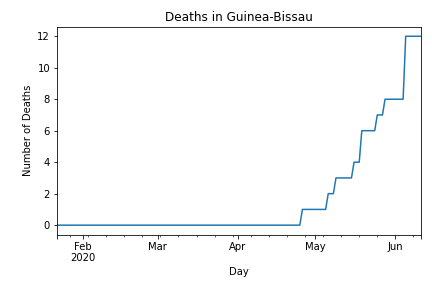 Deaths in Guinea-Bissau
Number of Deaths
12
10
8
6
4
2
0
Feb
2020
Mar
Apr
May
Jun
Day